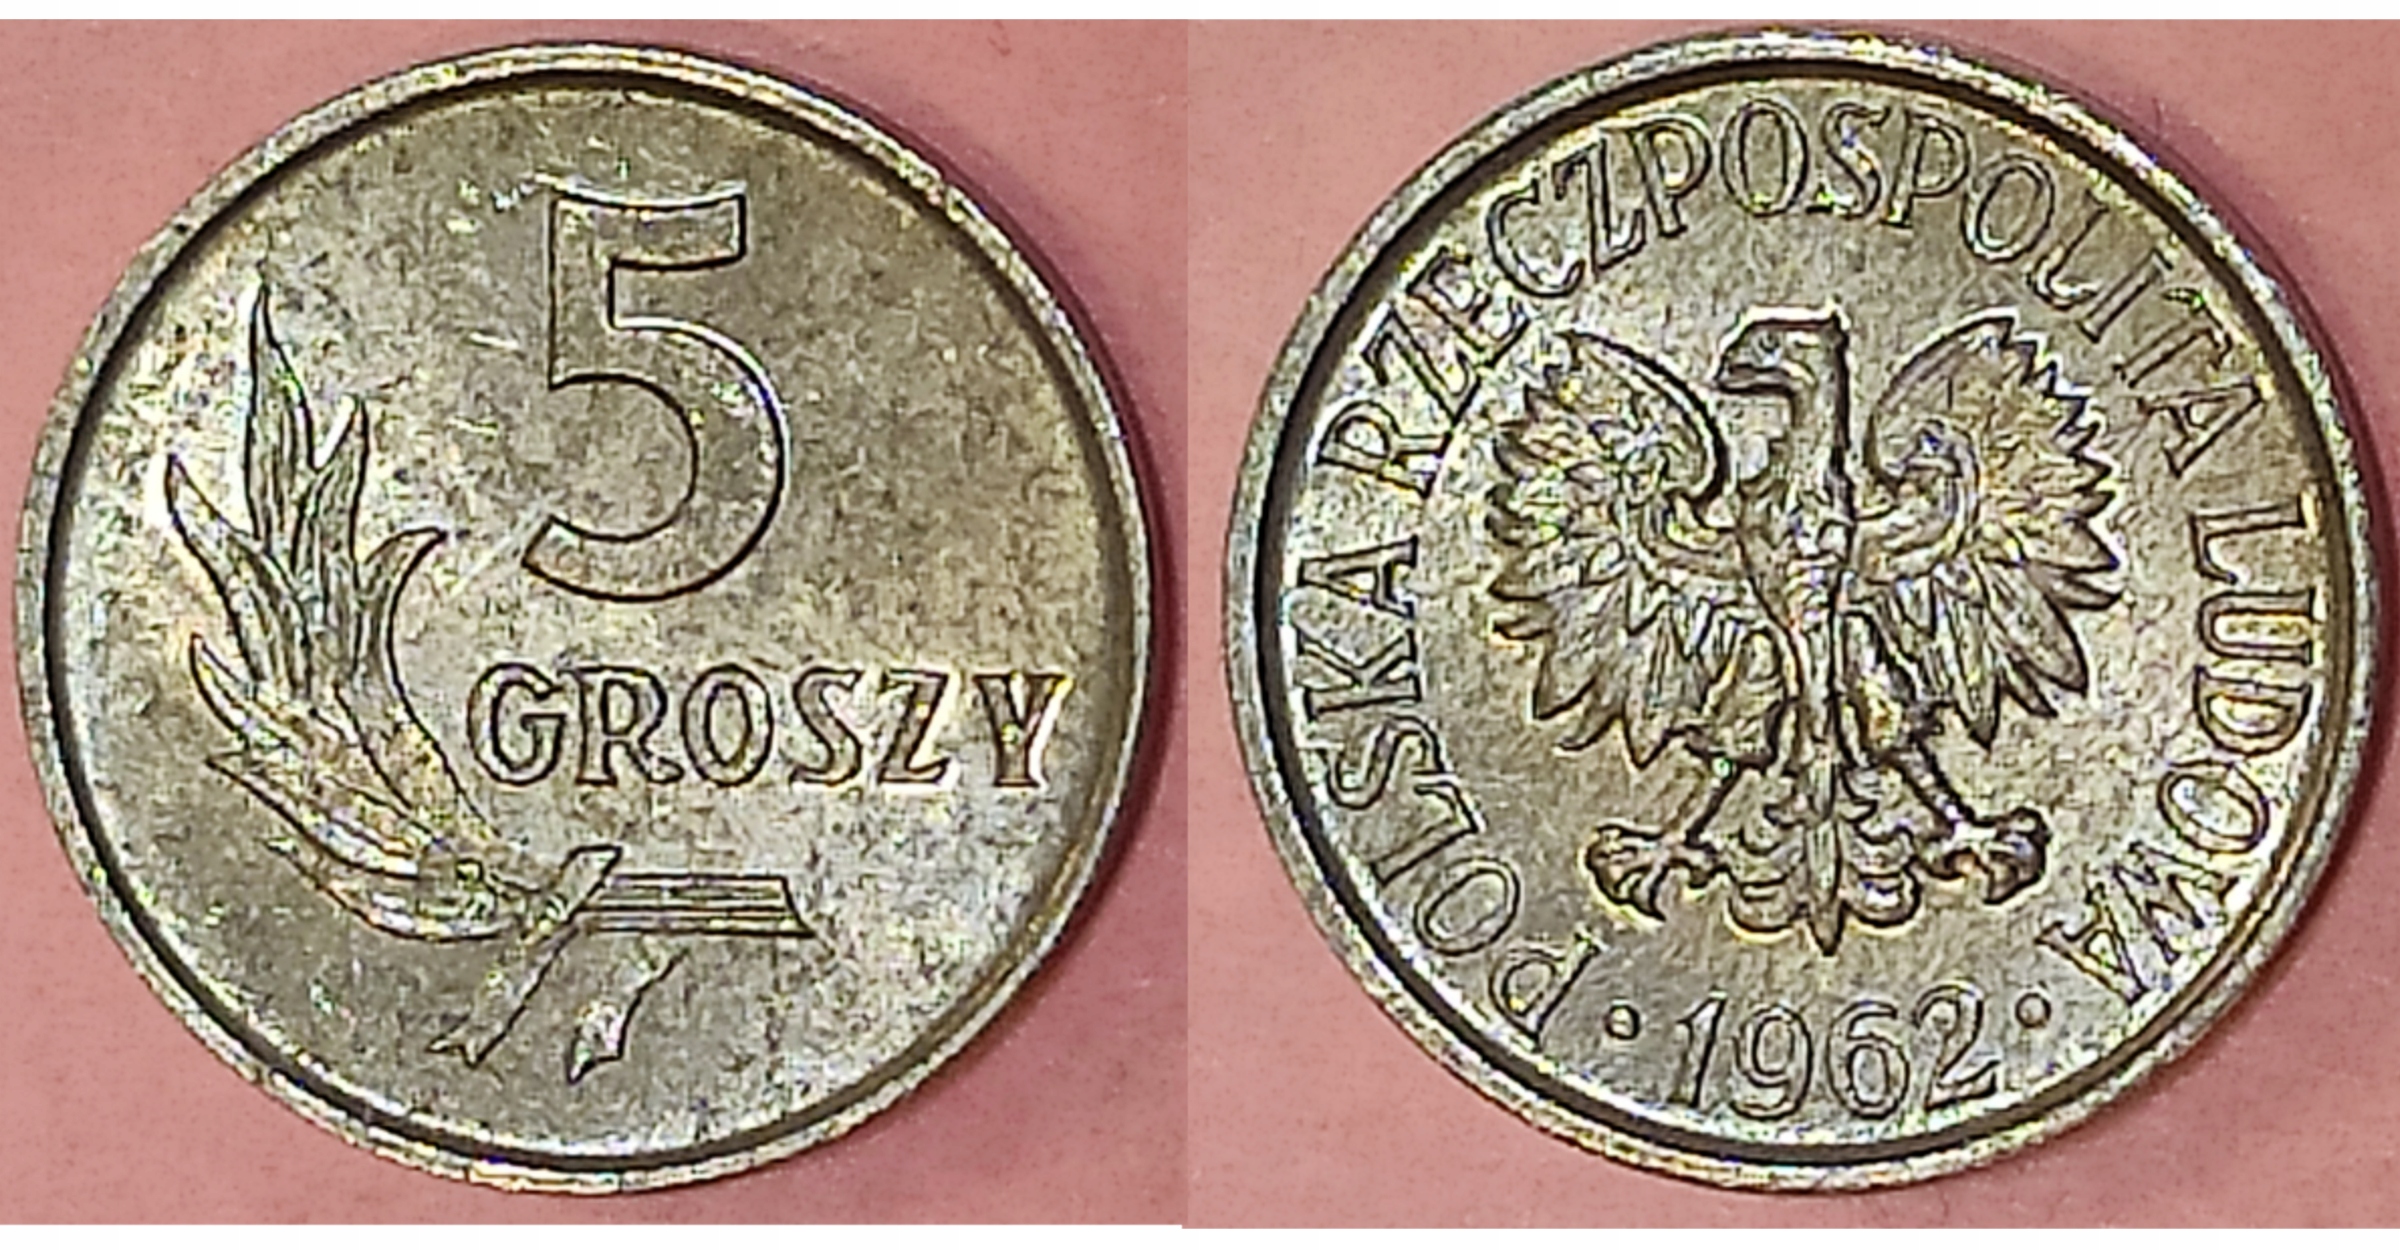 5
GROSZY
POLSKA RZECZPOSPOLITA LUDOWA
· 1962 ·